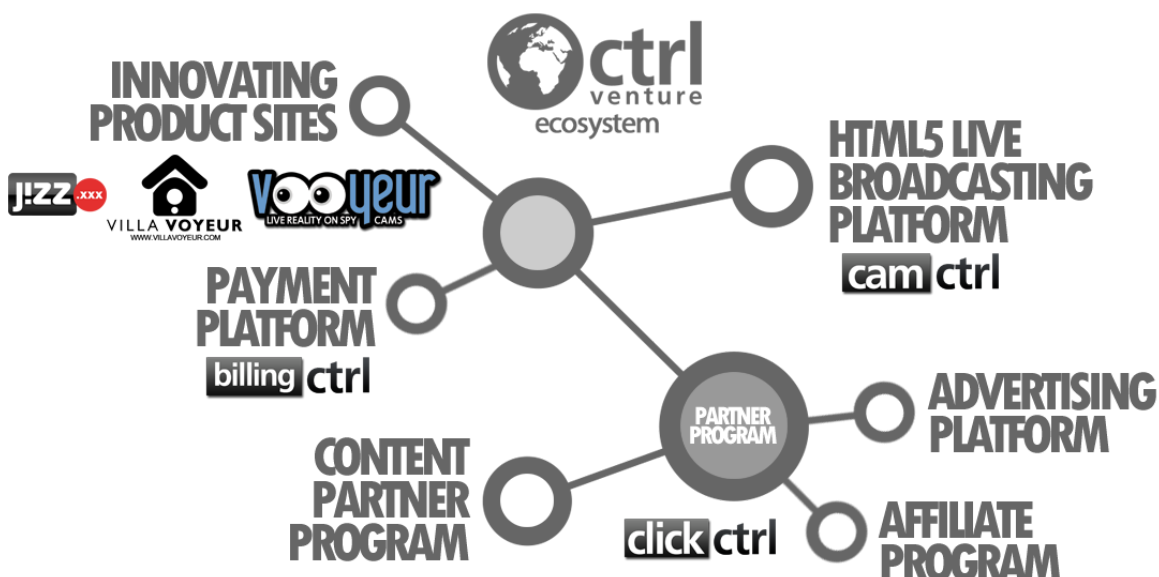 ctrl
venture
ecosystem
INNOVATING
PRODUCT SITES
j!zz .xxx
VILLA VOYEUR
WWW.VILLAVOYEUR.COM
vooyeur
LIVE REALITY ON SPY CAMS
HTML5 LIVE
BROADCASTING
PLATFORM
cam ctrl
PAYMENT
PLATFORM
billing ctrl
PARTNER
PROGRAM
ADVERTISING
PLATFORM
CONTENT
PARTNER
PROGRAM
click ctrl
AFFILIATE
PROGRAM